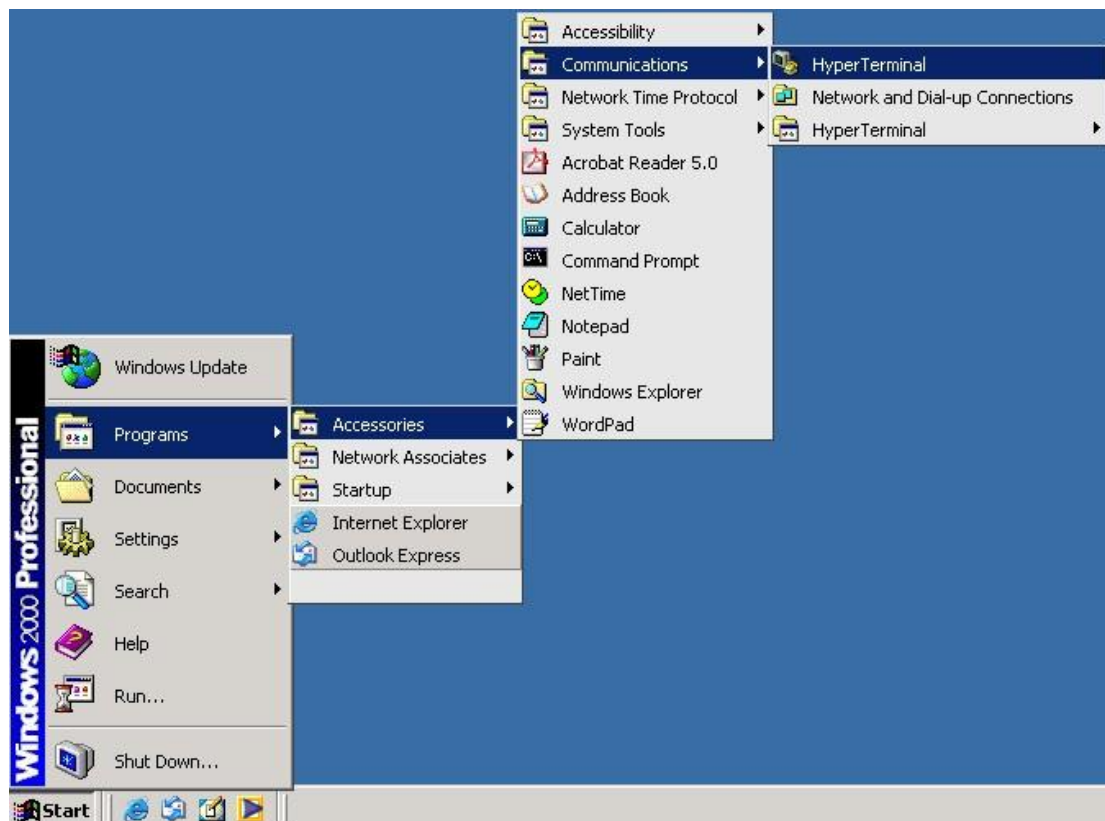 Accessibility
Communications
Network Time Protocol
System Tools
Acrobat Reader 5.0
Address Book
Calculator
Command Prompt
NetTime
Notepad
Paint
Windows Explorer
WordPad
HyperTerminal
Network and Dial-up Connections
HyperTerminal
Windows Update
Programs
Documents
Settings
Search
Help
Run...
Shut Down...
Accessories
Network Associates
Startup
Internet Explorer
Outlook Express
Windows 2000 Professional
Start